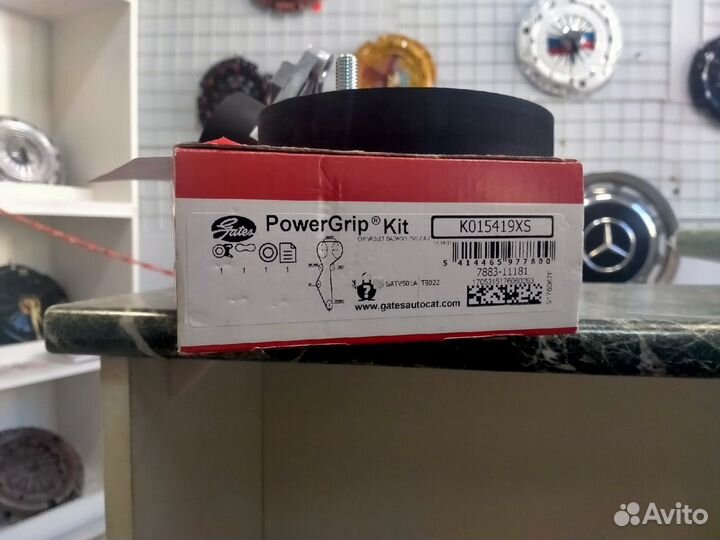 Gates
PowerGrip® Kit
K015419XS
CHEVROLET DAEWOO
5 414465 977800
7883-11181
1 1 1 1
GATV501A T3022
www.gatesautocat.com
Avito